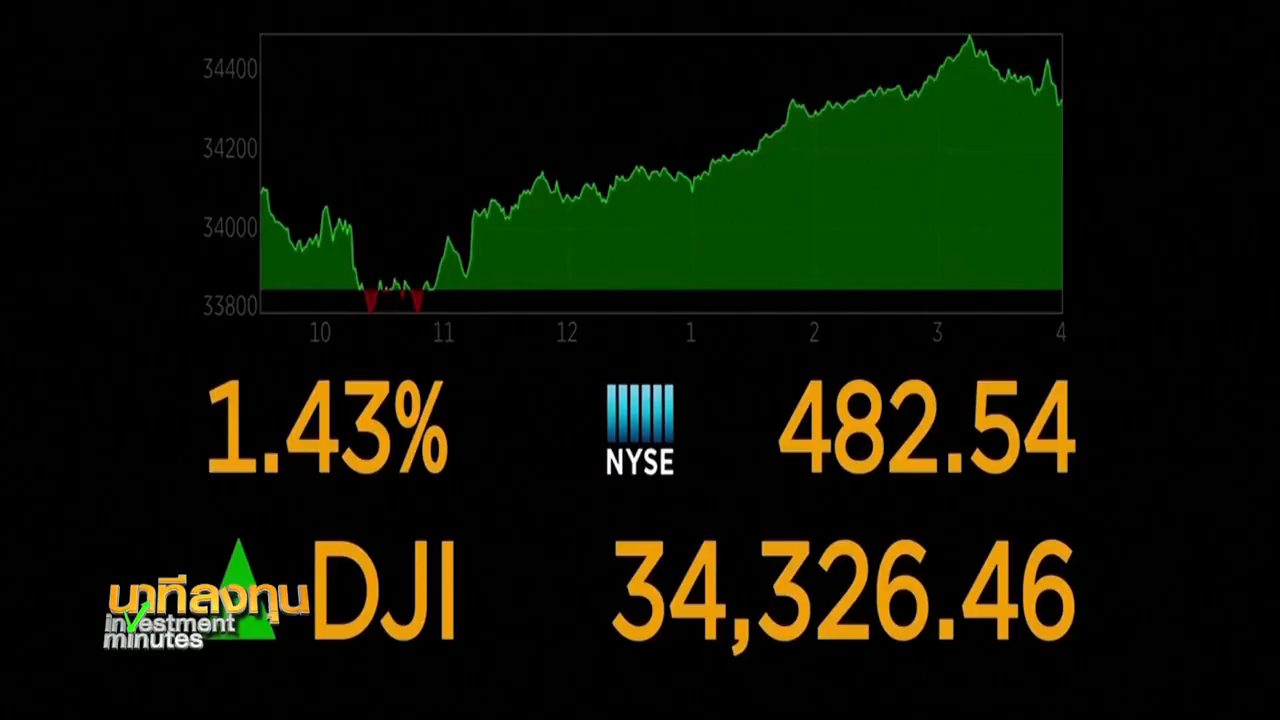 34400
34200
34000
33800
10 11 12 1 2 3 4
1.43% NYSE 482.54
DJI 34,326.46
นาทีลงทุน
investment
minutes